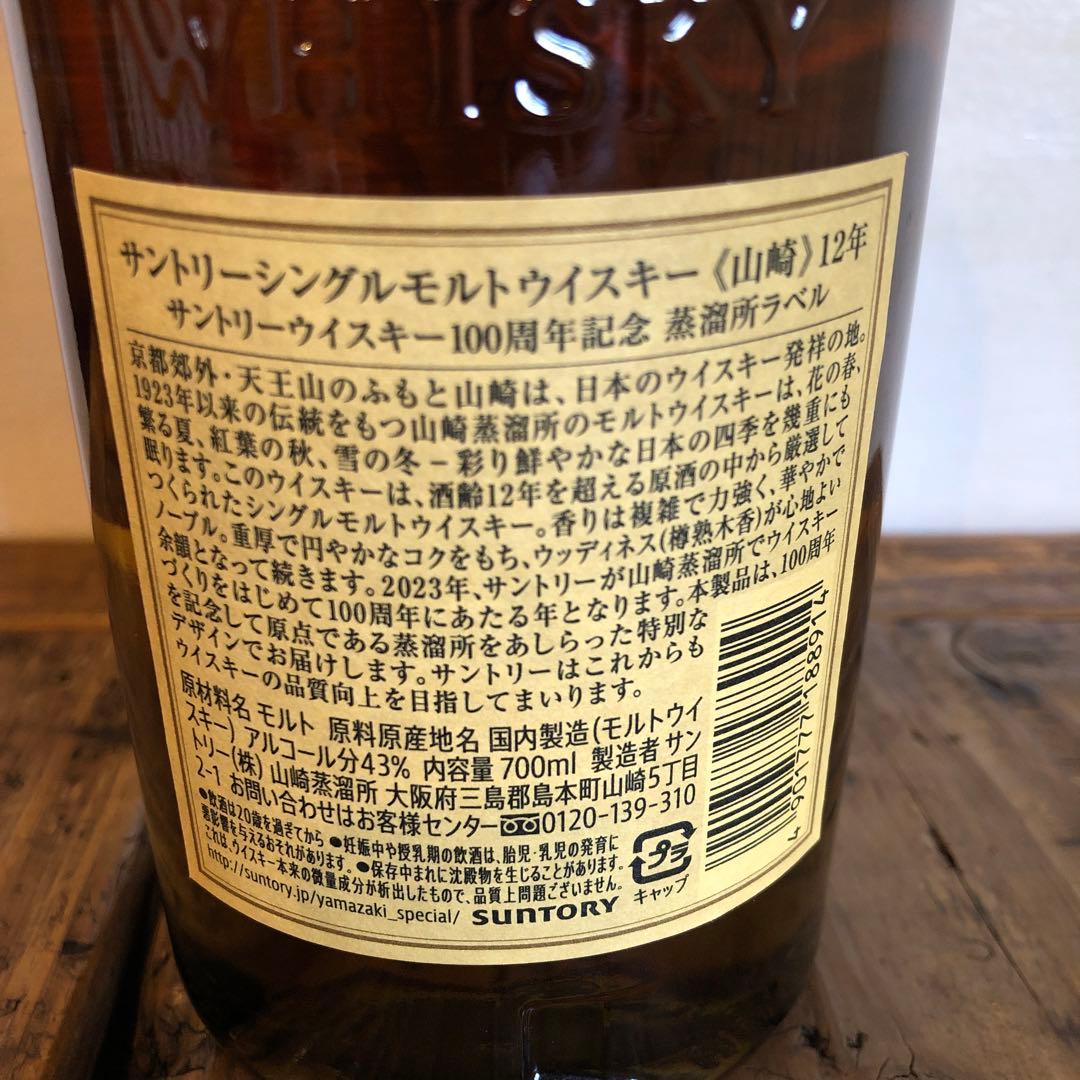 WHISKY
サントリーシングルモルトウイスキー《山崎》12年
サントリーウイスキー100周年記念 蒸溜所ラベル
京都郊外・天王山のふもと山崎は、日本のウイスキー発祥の地。
1923年以来の伝統をもつ山崎蒸溜所のモルトウイスキーは、花の春、
繁る夏、紅葉の秋、雪の冬−彩り鮮やかな日本の四季を幾重にも
眠ります。このウイスキーは、酒齢12年を超える原酒の中から厳選して
つくられたシングルモルトウイスキー。香りは複雑で力強く、華やかで
ノーブル。重厚で円やかなコクをもち、ウッディネス(樽熟木香)が心地よい
余韻となって続きます。2023年、サントリーが山崎蒸溜所でウイスキー
づくりをはじめて100周年にあたる年となります。本製品は、100周年
を記念して原点である蒸溜所をあしらった特別な
デザインでお届けします。サントリーはこれからも
ウイスキーの品質向上を目指してまいります。
原材料名 モルト 原料原産地名 国内製造(モルトウイ
スキー) アルコール分43% 内容量 700ml 製造者 サン
トリー(株) 山崎蒸溜所 大阪府三島郡島本町山崎5丁目
2-1 お問い合わせはお客様センター 0120-139-310
●飲酒は20歳を過ぎてから ●妊娠中や授乳期の飲酒は、胎児・乳児の発育に
悪影響を与えるおそれがあります。●保存中まれに沈殿物を生じることがあります。
これは、ウイスキー本来の微量成分が析出したもので、品質上問題ございません。
http://suntory.jp/yamazaki_special/ SUNTORY
プラ
キャップ
4901777188914